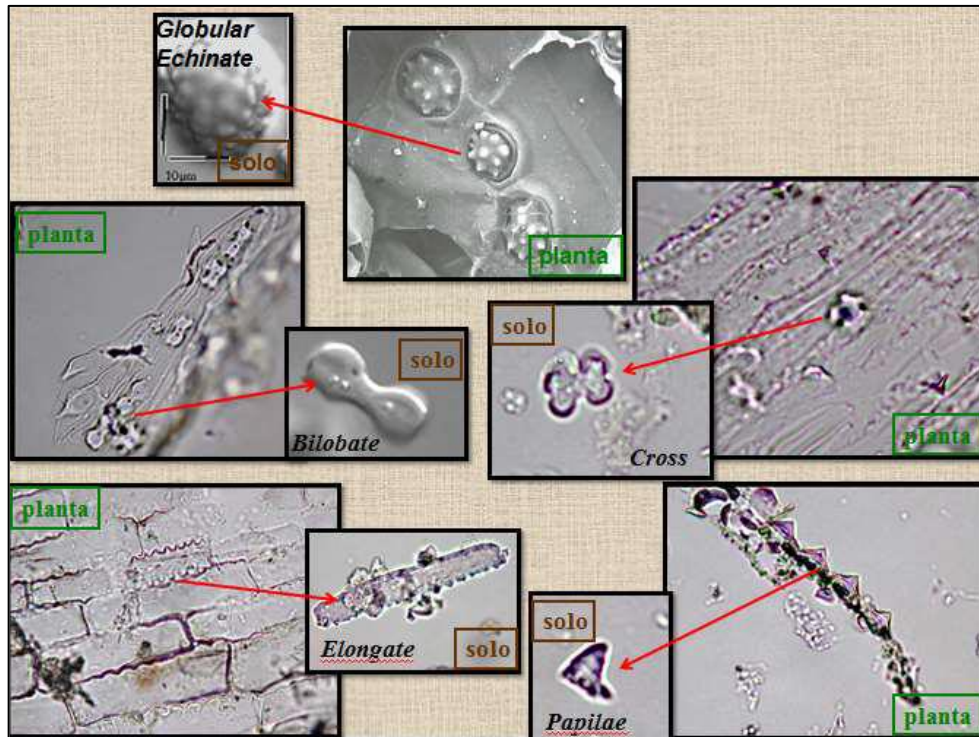 Globular
Echinate
solo
10µm
planta
planta
solo
Bilobate
solo
Cross
planta
planta
Elongate
solo
solo
Papilae
planta